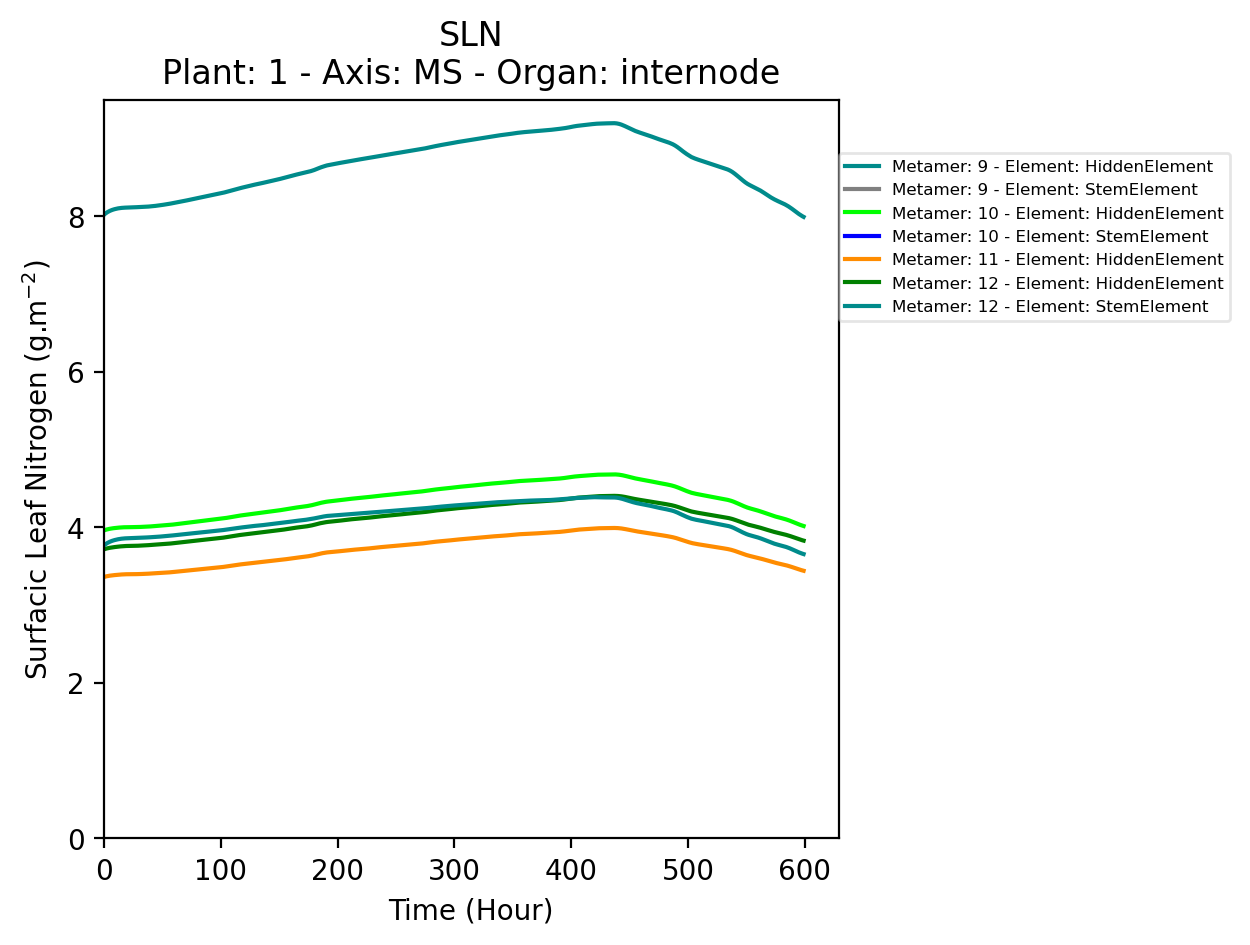 SLN
Plant: 1 - Axis: MS - Organ: internode
Surfacic Leaf Nitrogen (g.m⁻²)
8
6
4
2
0
0 100 200 300 400 500 600
Time (Hour)
Metamer: 9 - Element: HiddenElement
Metamer: 9 - Element: StemElement
Metamer: 10 - Element: HiddenElement
Metamer: 10 - Element: StemElement
Metamer: 11 - Element: HiddenElement
Metamer: 12 - Element: HiddenElement
Metamer: 12 - Element: StemElement